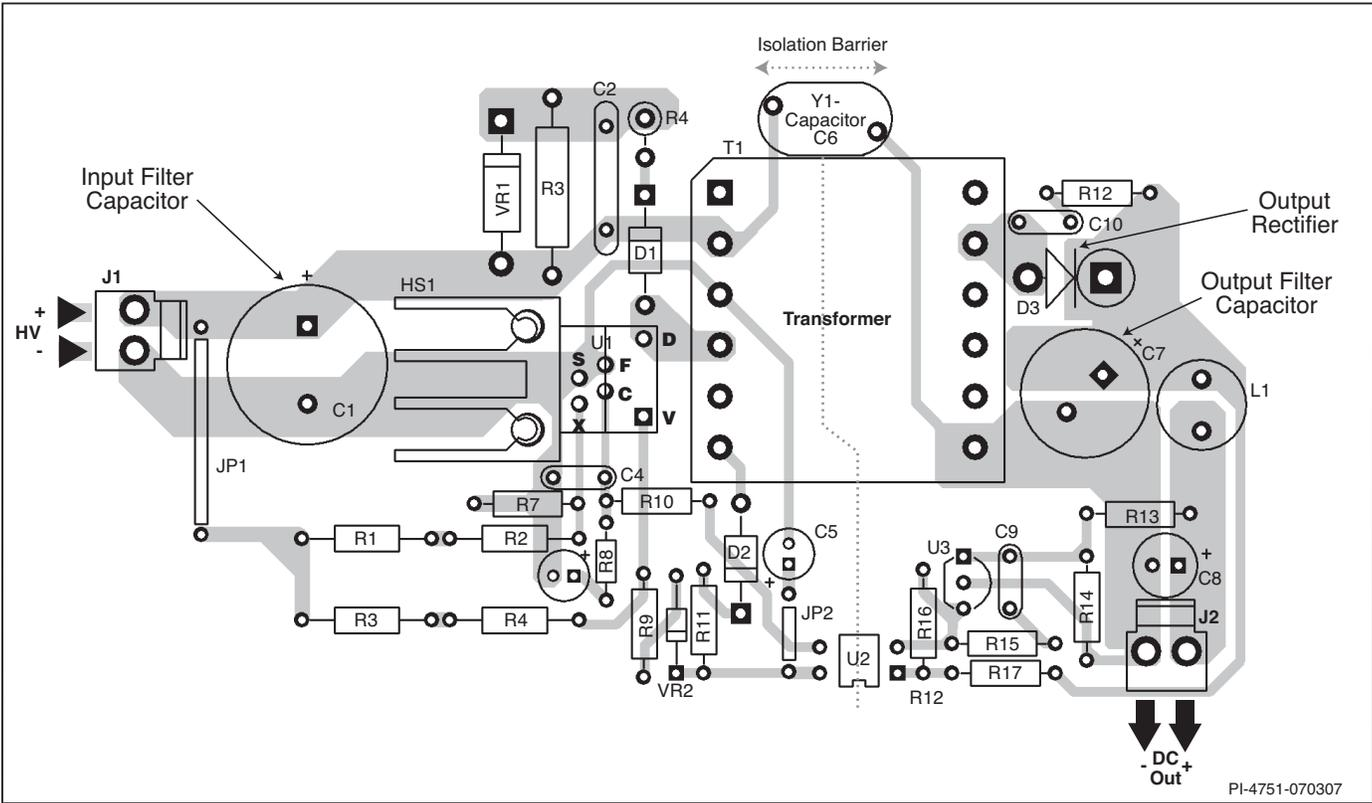 Isolation Barrier
Y1-
Capacitor
C6
C2
R4
T1
Input Filter
Capacitor
VR1
R3
R12
C10
Output
Rectifier
D1
D3
Output Filter
Capacitor
J1
+
HS1
+
HV
-
Transformer
+
C7
U1
D
S
F
C
X
V
C1
L1
JP1
C4
R7
R10
R13
R1
R2
+
R8
C5
+
D2
U3
C9
+
C8
R14
R3
R4
R9
R11
JP2
R16
J2
R15
U2
R17
VR2
R12
- DC +
Out
PI-4751-070307